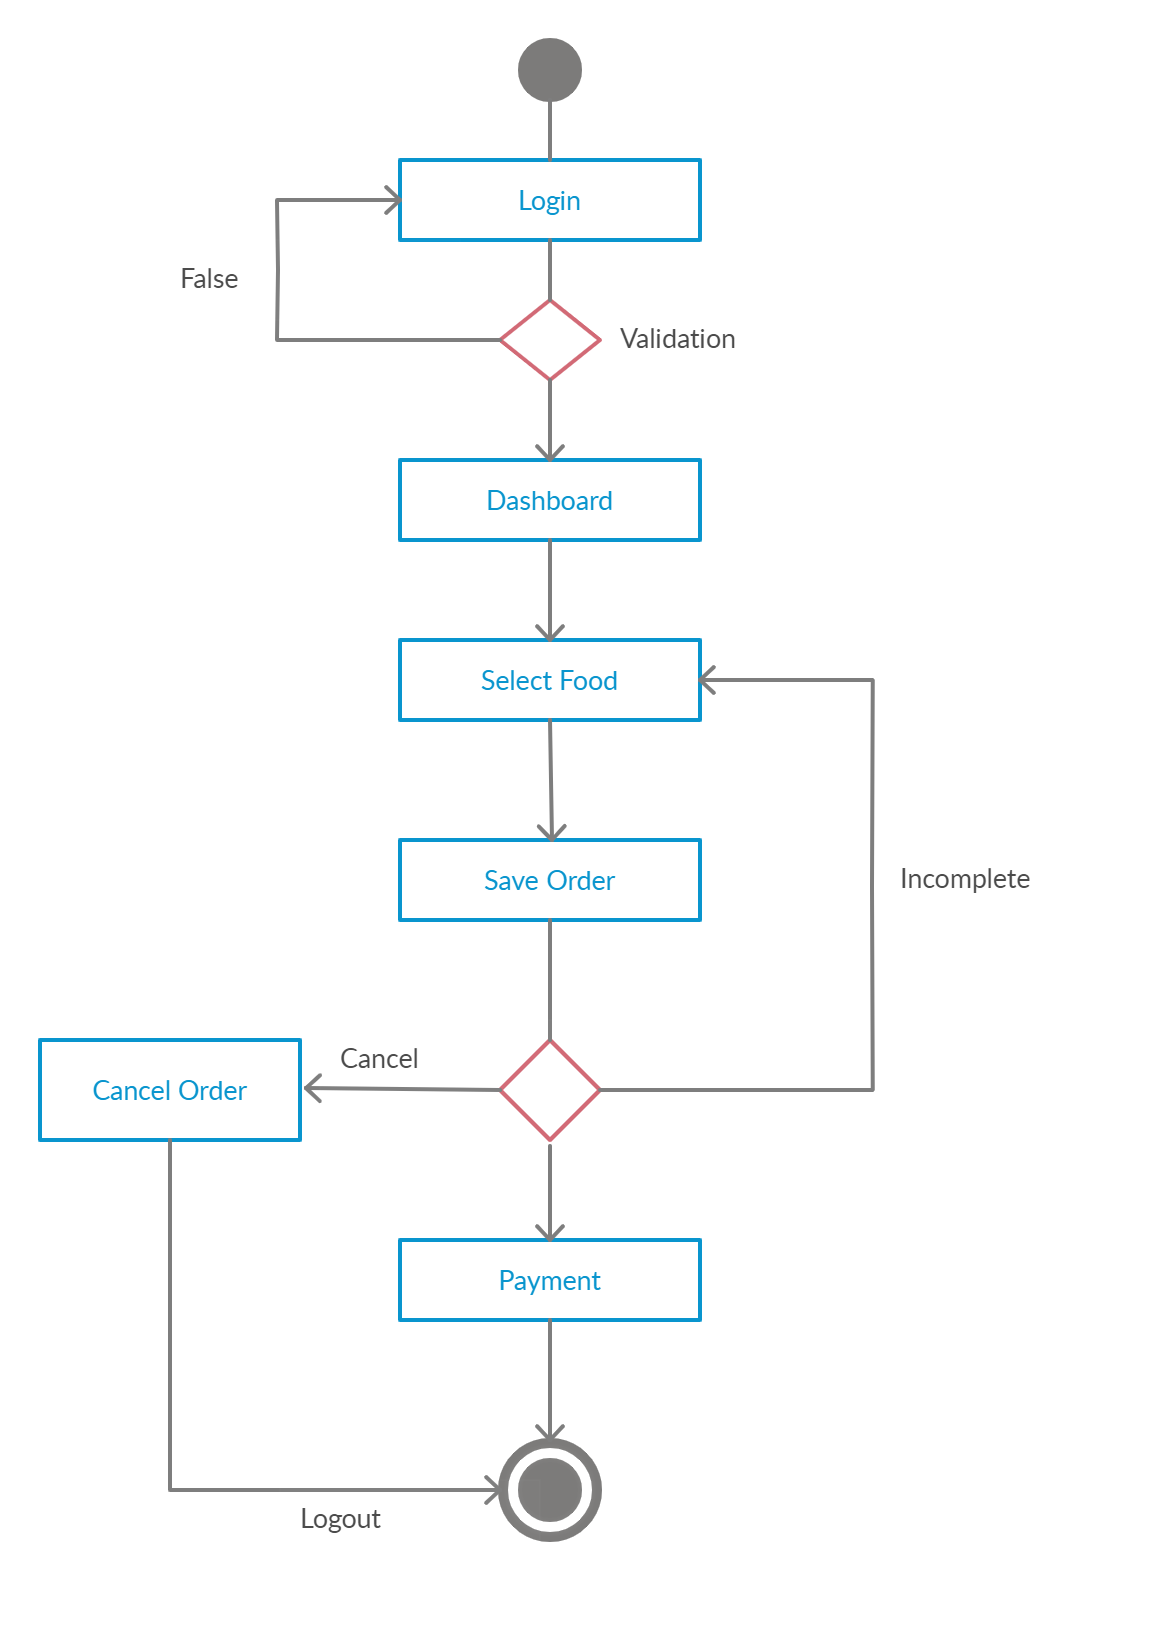 Login
False
Validation
Dashboard
Select Food
Save Order
Incomplete
Cancel
Cancel Order
Payment
Logout